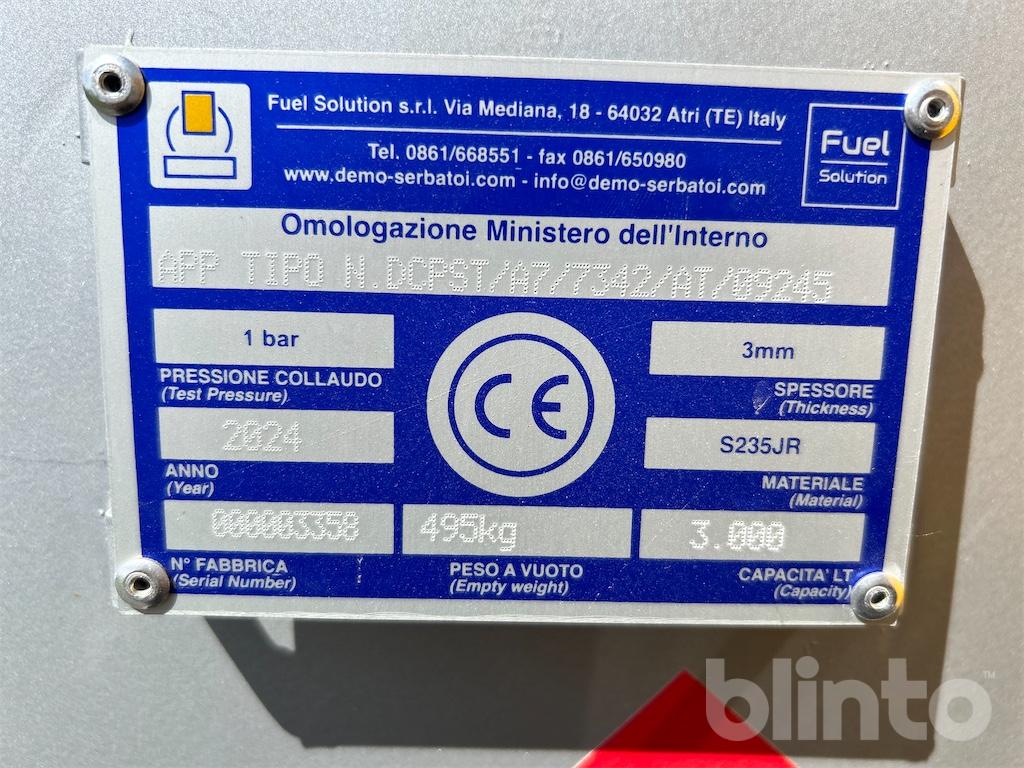 Fuel Solution s.r.l. Via Mediana, 18 - 64032 Atri (TE) Italy
Tel. 0861/668551 - fax 0861/650980
www.demo-serbatoi.com - info@demo-serbatoi.com
Fuel
Solution
Omologazione Ministero dell'Interno
APP TIPO N.DCPST/A7/7342/AT/09245
1 bar
PRESSIONE COLLAUDO
(Test Pressure)
2024
ANNO
(Year)
CE
3mm
SPESSORE
(Thickness)
S235JR
MATERIALE
(Material)
000003358
N° FABBRICA
(Serial Number)
495kg
PESO A VUOTO
(Empty weight)
3.000
CAPACITA' LT
(Capacity)
blinto™